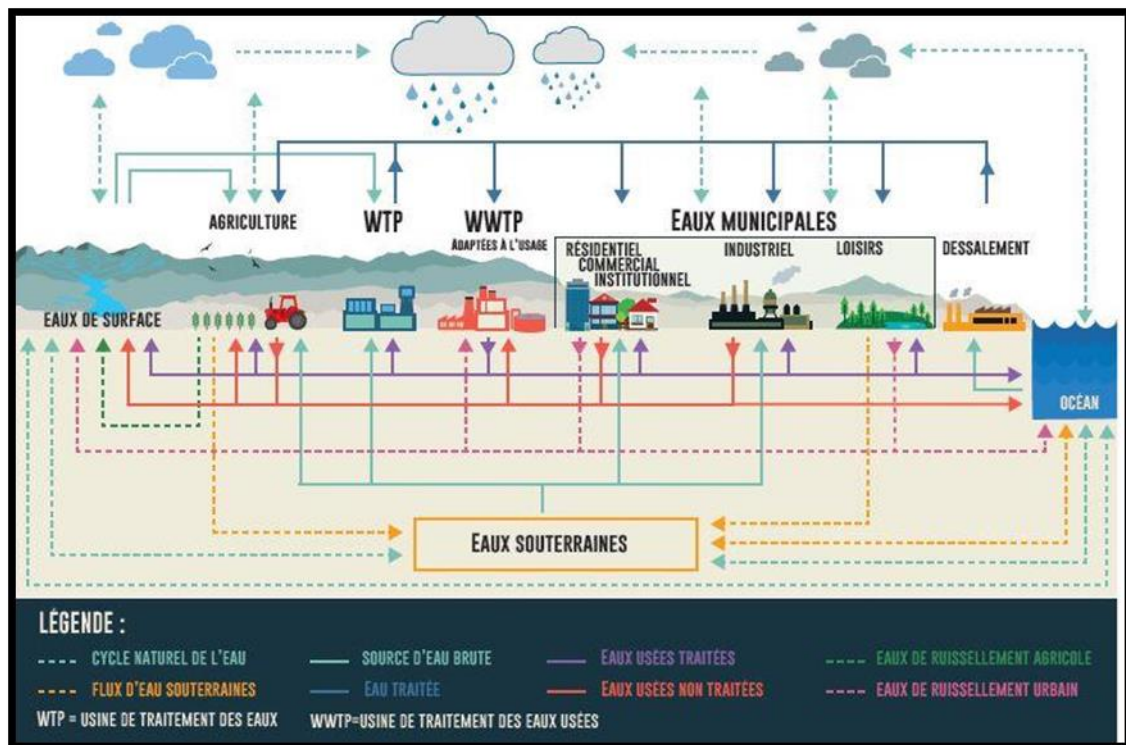 AGRICULTURE
WTP
WWTP
ADAPTÉES À L'USAGE
EAUX MUNICIPALES
RÉSIDENTIEL
COMMERCIAL
INSTITUTIONNEL
INDUSTRIEL
LOISIRS
DESSALEMENT
EAUX DE SURFACE
OCÉAN
EAUX SOUTERRAINES
LÉGENDE :
CYCLE NATUREL DE L'EAU
SOURCE D'EAU BRUTE
EAUX USÉES TRAITÉES
EAUX DE RUISSELLEMENT AGRICOLE
FLUX D'EAU SOUTERRAINES
EAU TRAITÉE
EAUX USÉES NON TRAITÉES
EAUX DE RUISSELLEMENT URBAIN
WTP = USINE DE TRAITEMENT DES EAUX
WWTP=USINE DE TRAITEMENT DES EAUX USÉES